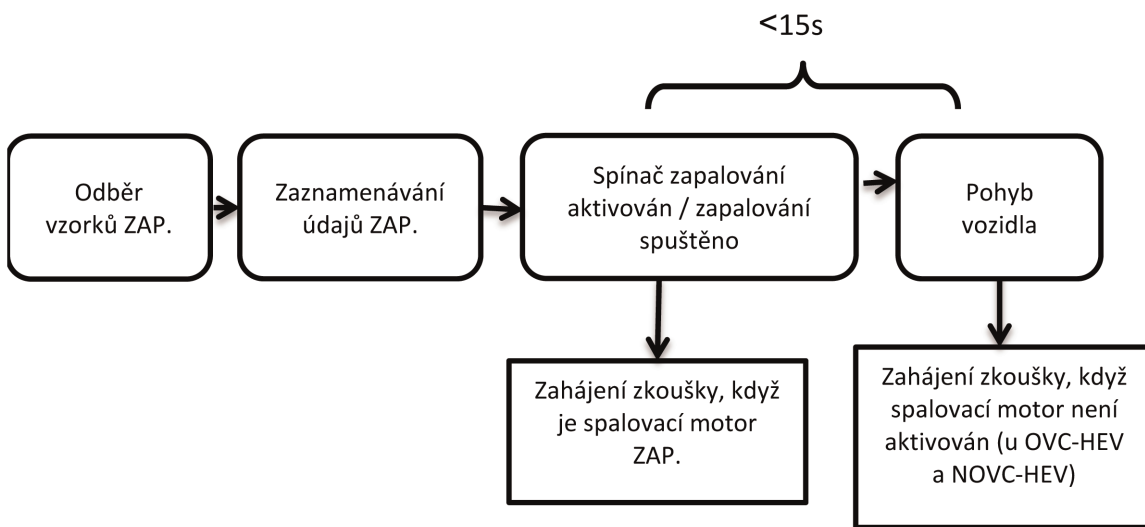 <15s
Odběr
vzorků ZAP.
Zaznamenávání
údajů ZAP.
Spínač zapalování
aktivován / zapalování
spuštěno
Pohyb
vozidla
Zahájení zkoušky, když
je spalovací motor
ZAP.
Zahájení zkoušky, když
spalovací motor není
aktivován (u OVC-HEV
a NOVC-HEV)